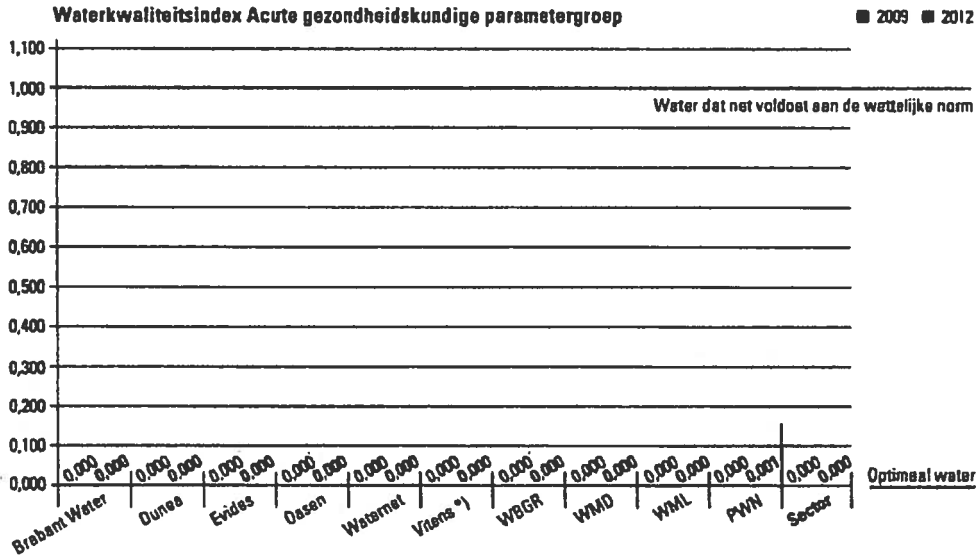 Waterkwaliteitsindex Acute gezondheidskundige parametergroep
2009 2012
1,100
1,000
Water dat net voldoet aan de wettelijke norm
0,900
0,800
0,700
0,600
0,500
0,400
0,300
0,200
0,100
0,000 0,000 0,000 0,000 0,000 0,000 0,000 0,000 0,000 0,000 0,000 0,000 0,000 0,000 0,000 0,000 0,000 0,000 0,000 0,001 0,000 0,000
0,000
Optimaal water
Brabant Water Dunea Evides Oasen Waternet Vitens *) WBGR WMD WML PWN Sector